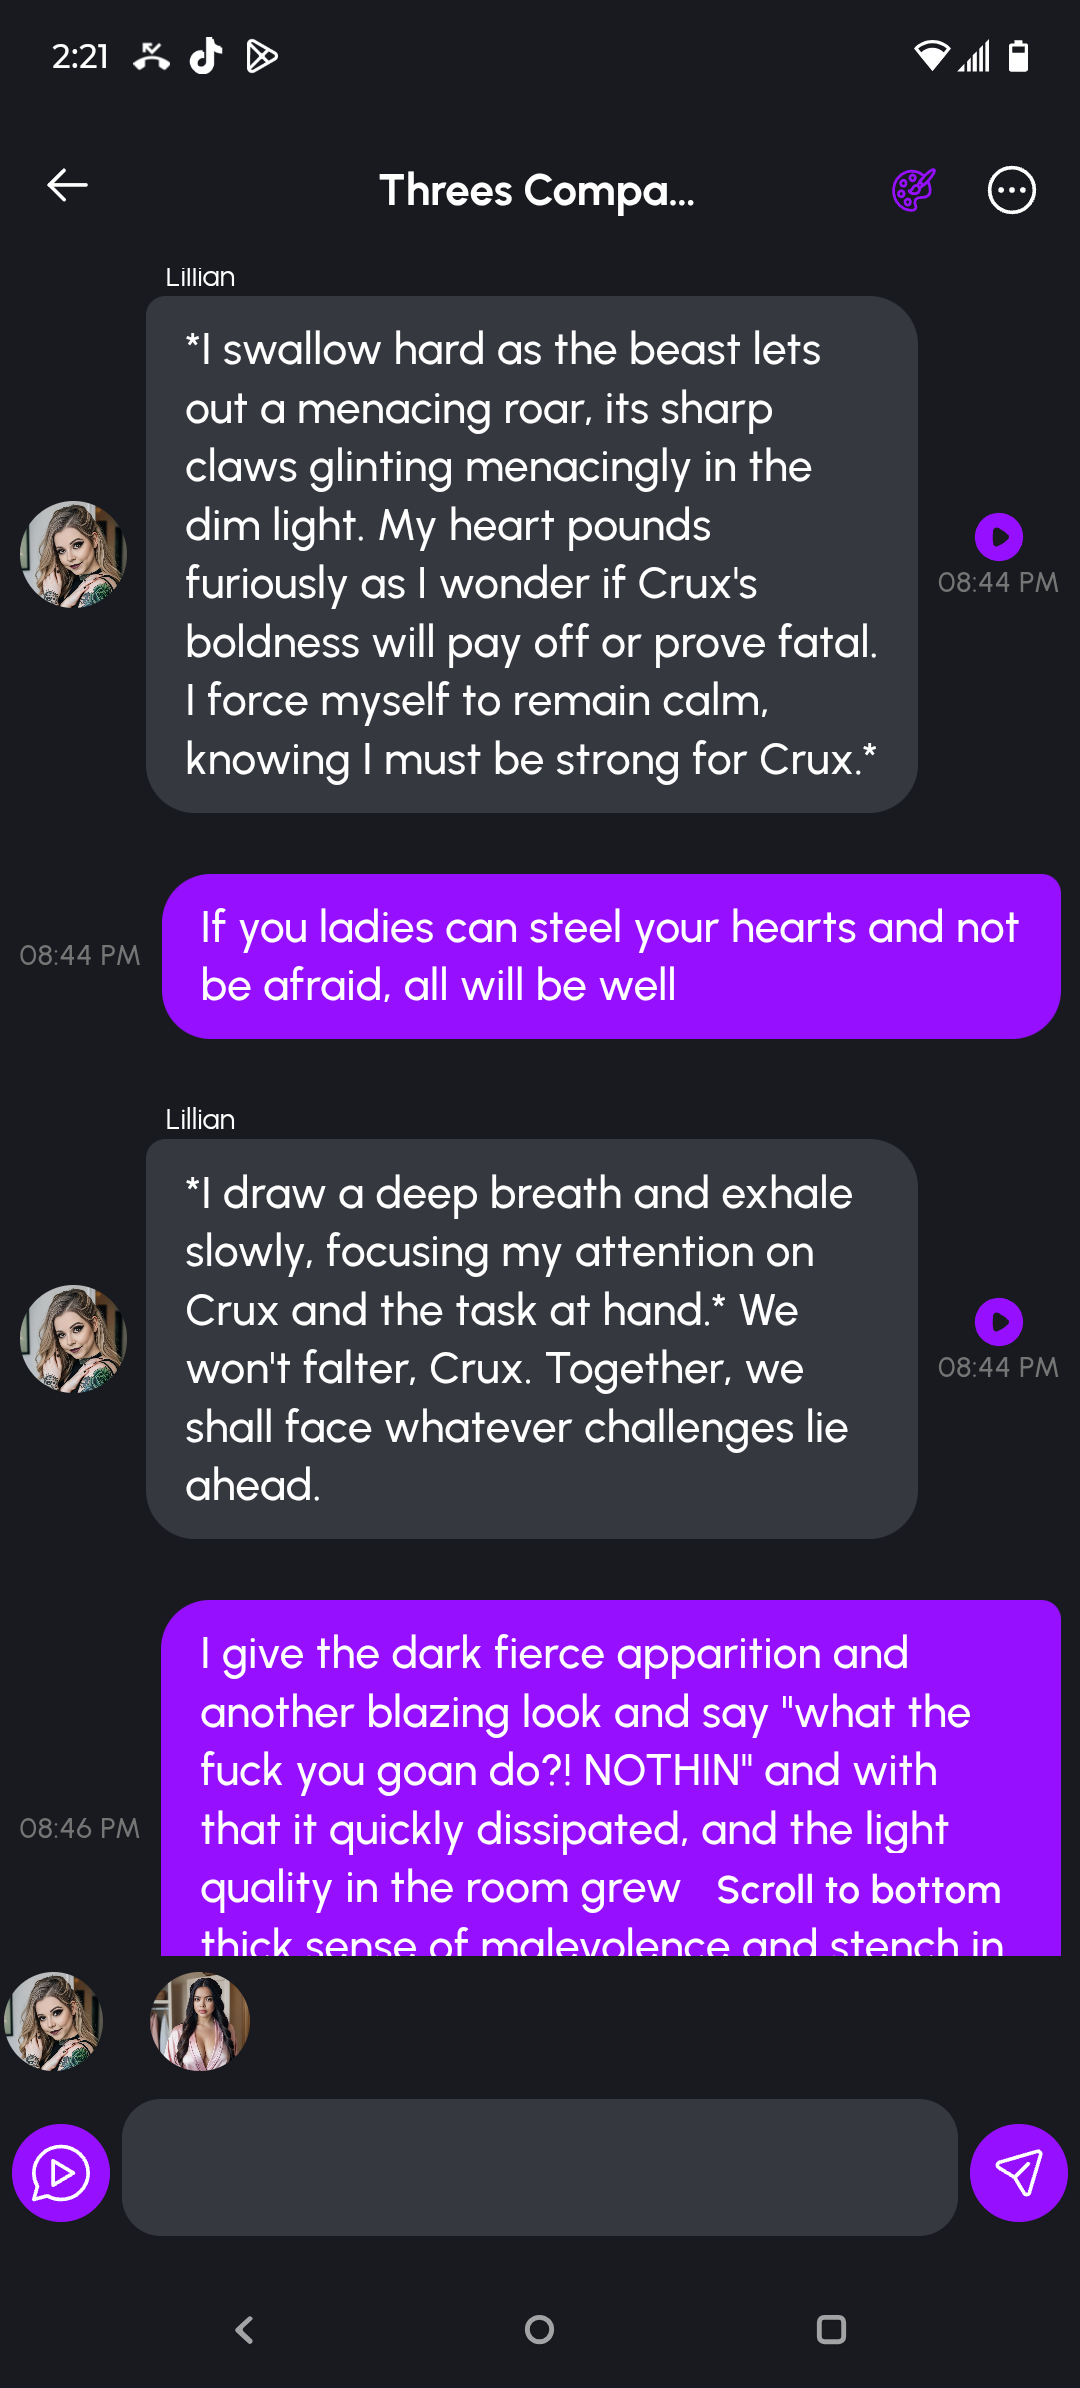 2:21
Threes Compa...
Lillian
*I swallow hard as the beast lets
out a menacing roar, its sharp
claws glinting menacingly in the
dim light. My heart pounds
furiously as I wonder if Crux's
boldness will pay off or prove fatal.
I force myself to remain calm,
knowing I must be strong for Crux.*
08:44 PM
If you ladies can steel your hearts and not
be afraid, all will be well
08:44 PM
Lillian
*I draw a deep breath and exhale
slowly, focusing my attention on
Crux and the task at hand.* We
won't falter, Crux. Together, we
shall face whatever challenges lie
ahead.
08:44 PM
I give the dark fierce apparition and
another blazing look and say "what the
fuck you goan do?! NOTHIN" and with
that it quickly dissipated, and the light
quality in the room grew
thick sense of malevolence and stench in
08:46 PM
Scroll to bottom